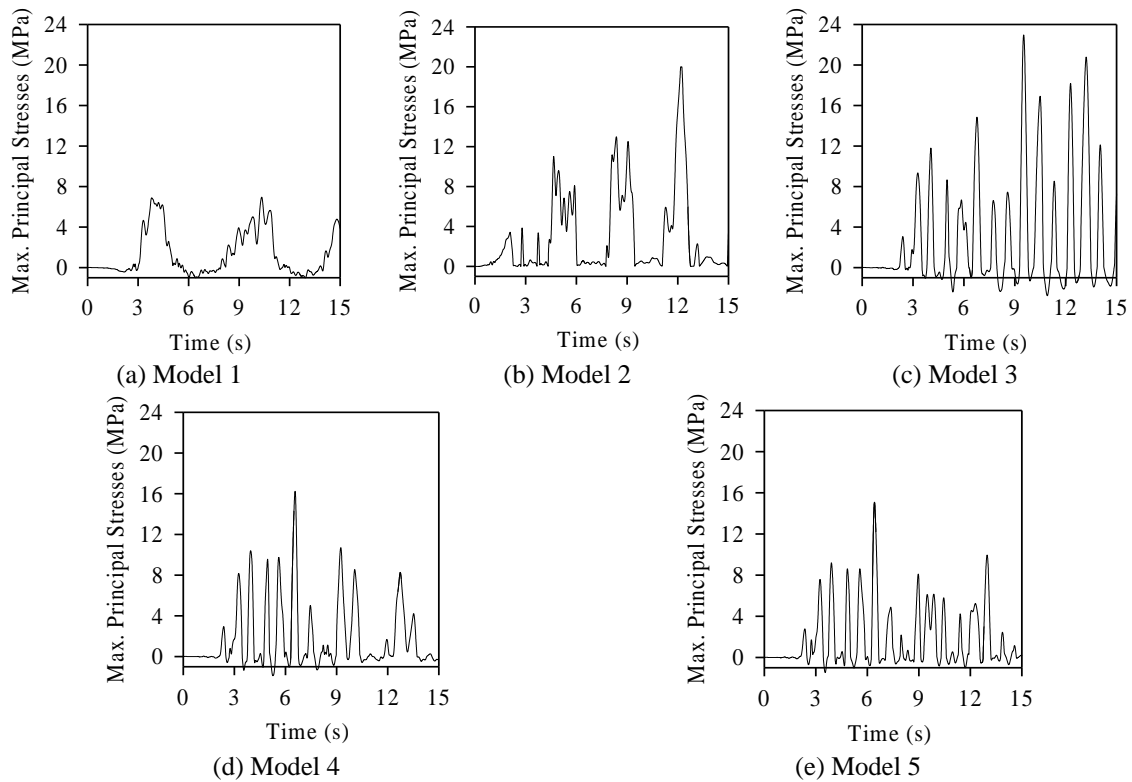 Max. Principal Stresses (MPa)
24
20
16
12
8
4
0
0 3 6 9 12 15
Time (s)
(a) Model 1
Max. Principal Stresses (MPa)
24
20
16
12
8
4
0
0 3 6 9 12 15
Time (s)
(b) Model 2
Max. Principal Stresses (MPa)
24
20
16
12
8
4
0
0 3 6 9 12 15
Time (s)
(c) Model 3
Max. Principal Stresses (MPa)
24
20
16
12
8
4
0
0 3 6 9 12 15
Time (s)
(d) Model 4
Max. Principal Stresses (MPa)
24
20
16
12
8
4
0
0 3 6 9 12 15
Time (s)
(e) Model 5